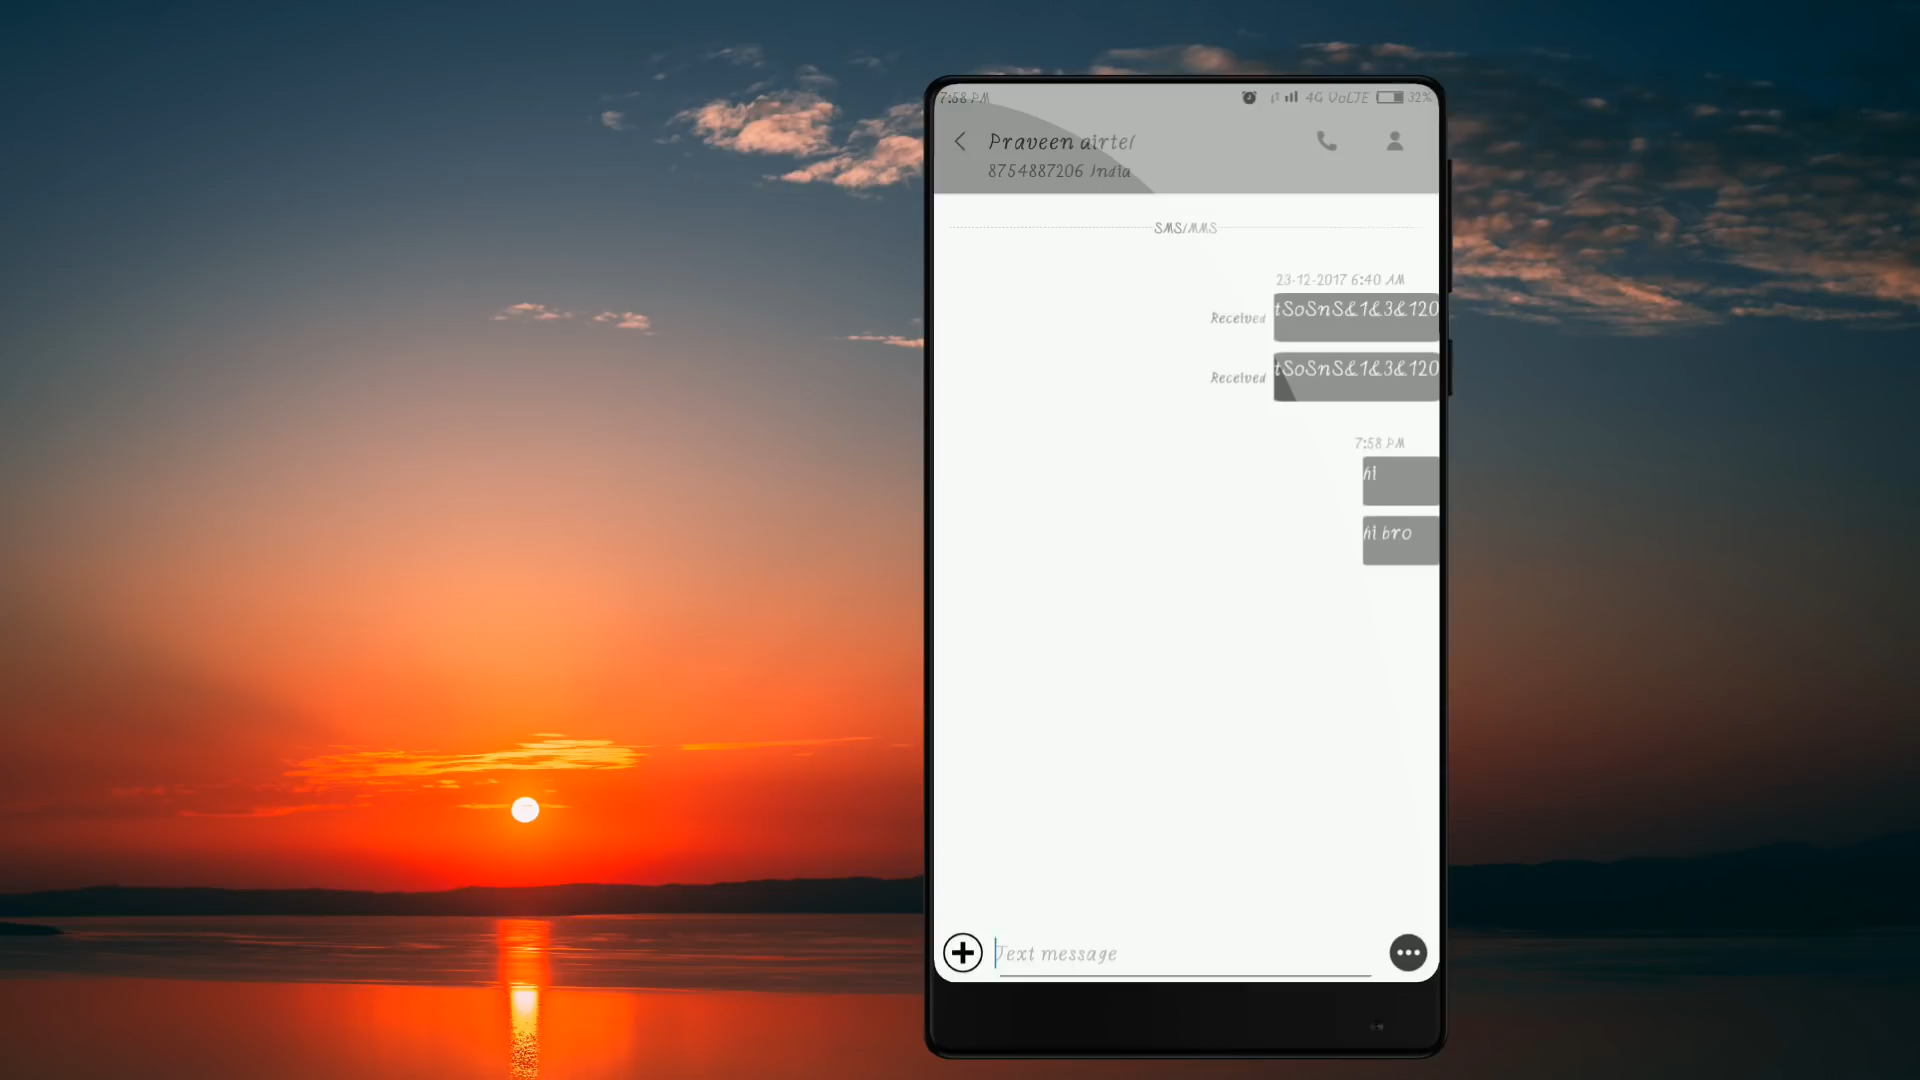 7:58 PM 4G VoLTE 32%
Praveen airtel
8754887206 India
SMS/MMS
23-12-2017 6:40 AM
tSoSnS&1&3&120
Received
tSoSnS&1&3&120
Received
7:58 PM
hi
hi bro
Text message